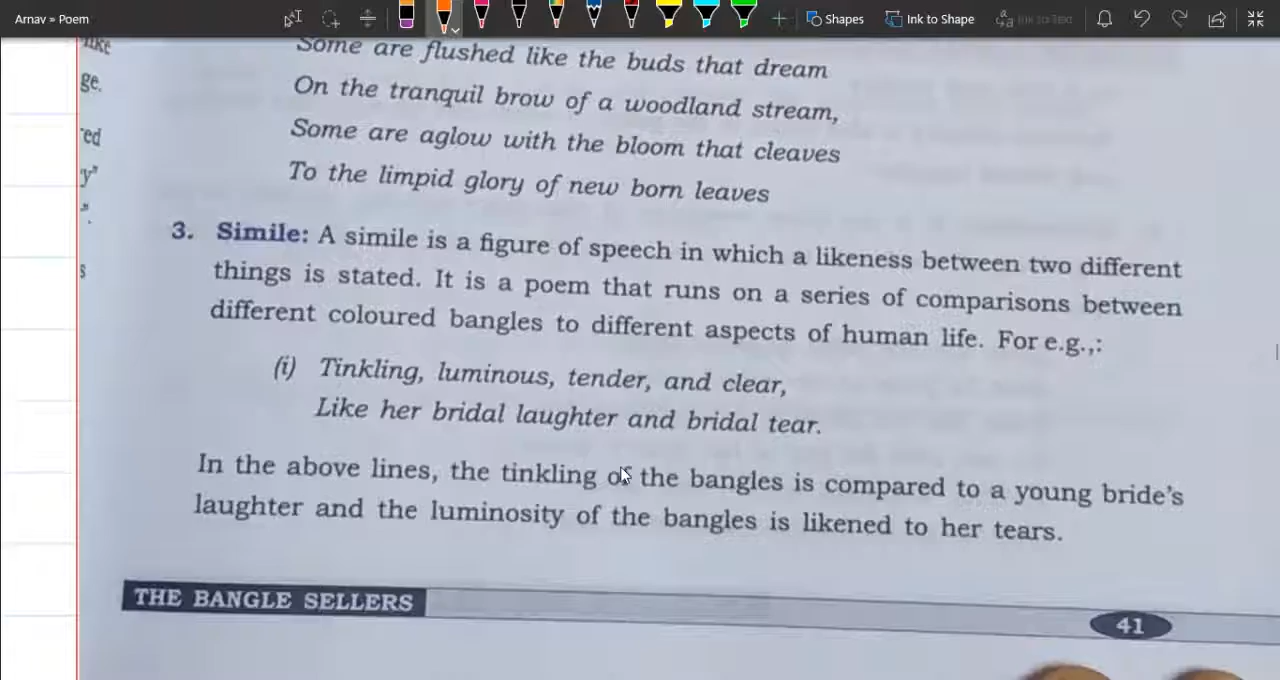 Arnav » Poem
Shapes
Ink to Shape
Ink to Text
ge.
Some are flushed like the buds that dream
On the tranquil brow of a woodland stream,
Some are aglow with the bloom that cleaves
To the limpid glory of new born leaves
3. Simile: A simile is a figure of speech in which a likeness between two different
things is stated. It is a poem that runs on a series of comparisons between
different coloured bangles to different aspects of human life. For e.g.,:
(i) Tinkling, luminous, tender, and clear,
Like her bridal laughter and bridal tear.
In the above lines, the tinkling of the bangles is compared to a young bride's
laughter and the luminosity of the bangles is likened to her tears.
THE BANGLE SELLERS
41